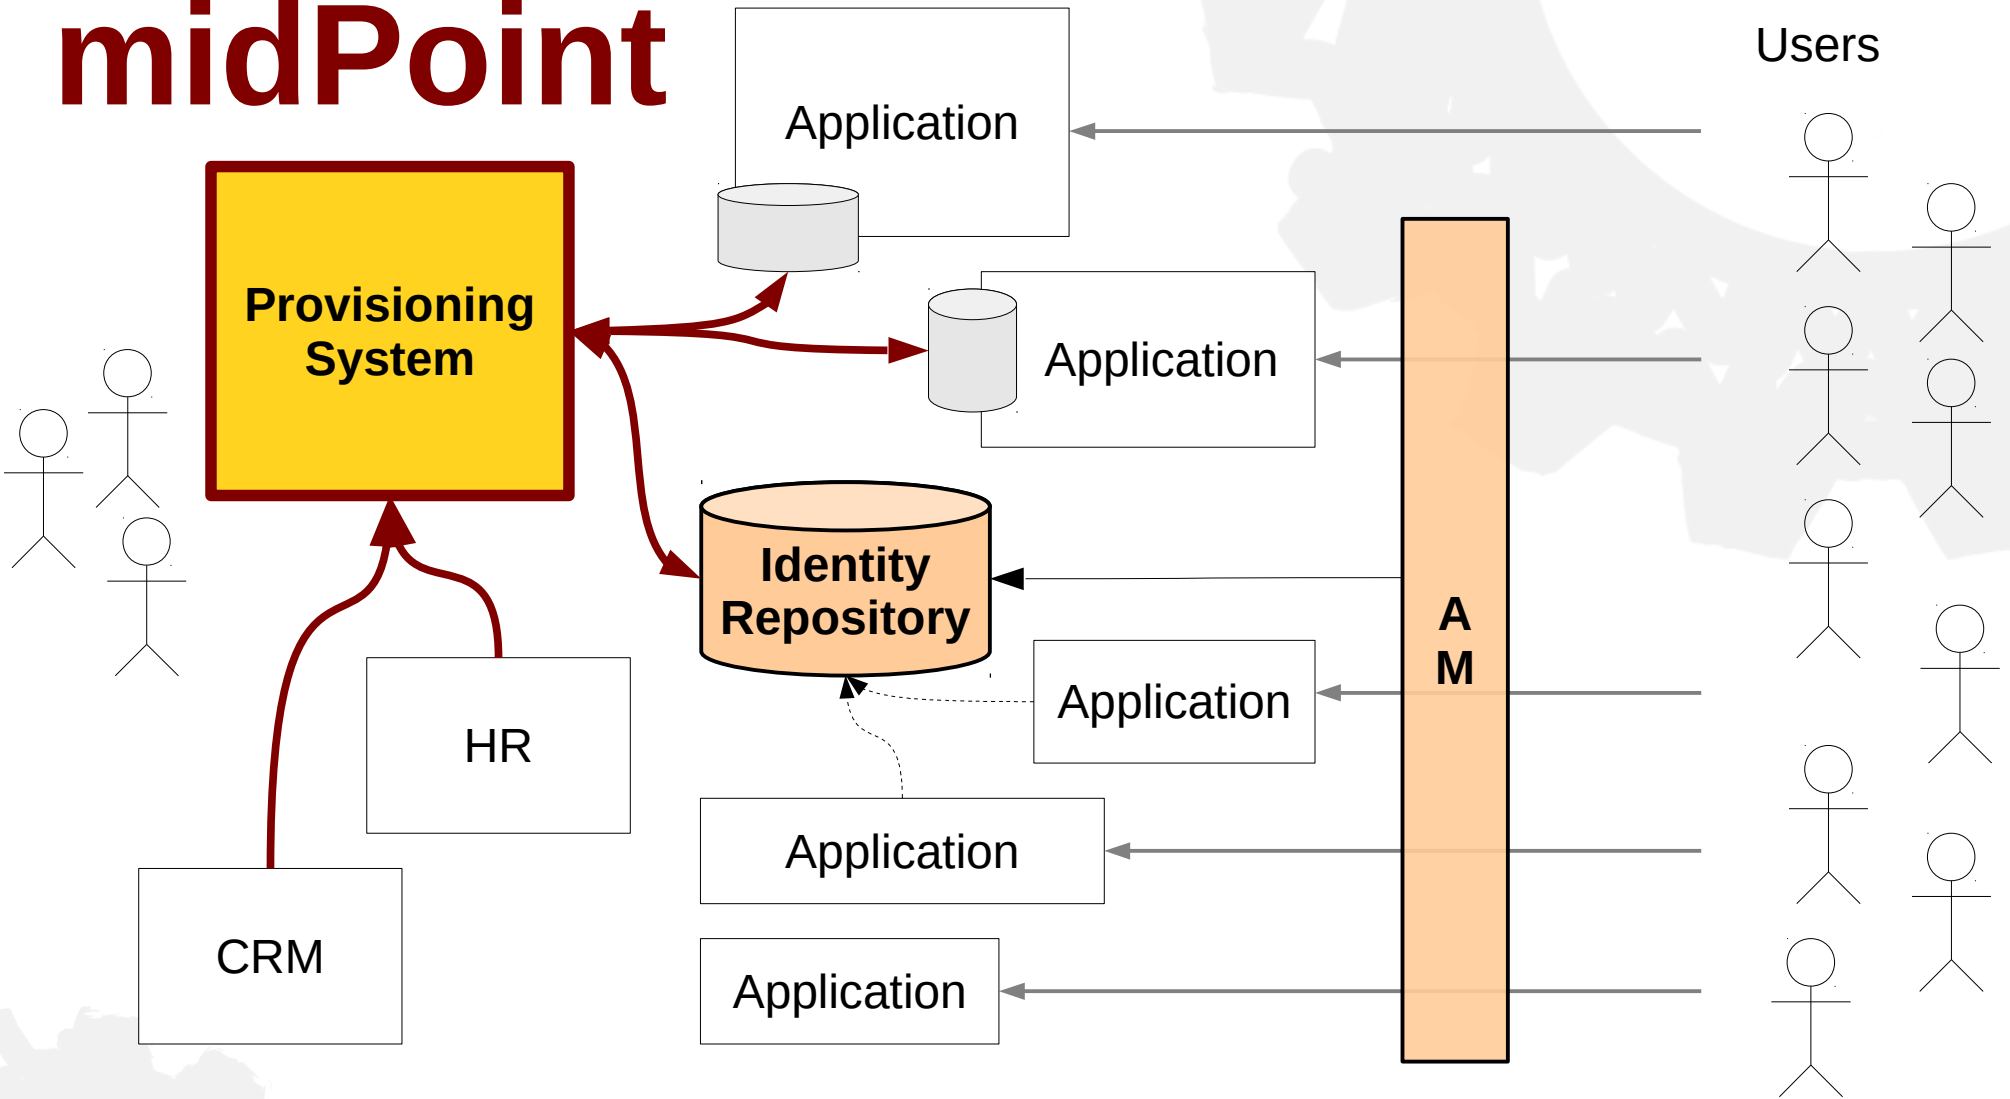 midPoint
Users
Application
Provisioning
System
Application
Identity
Repository
A
M
Application
HR
Application
CRM
Application